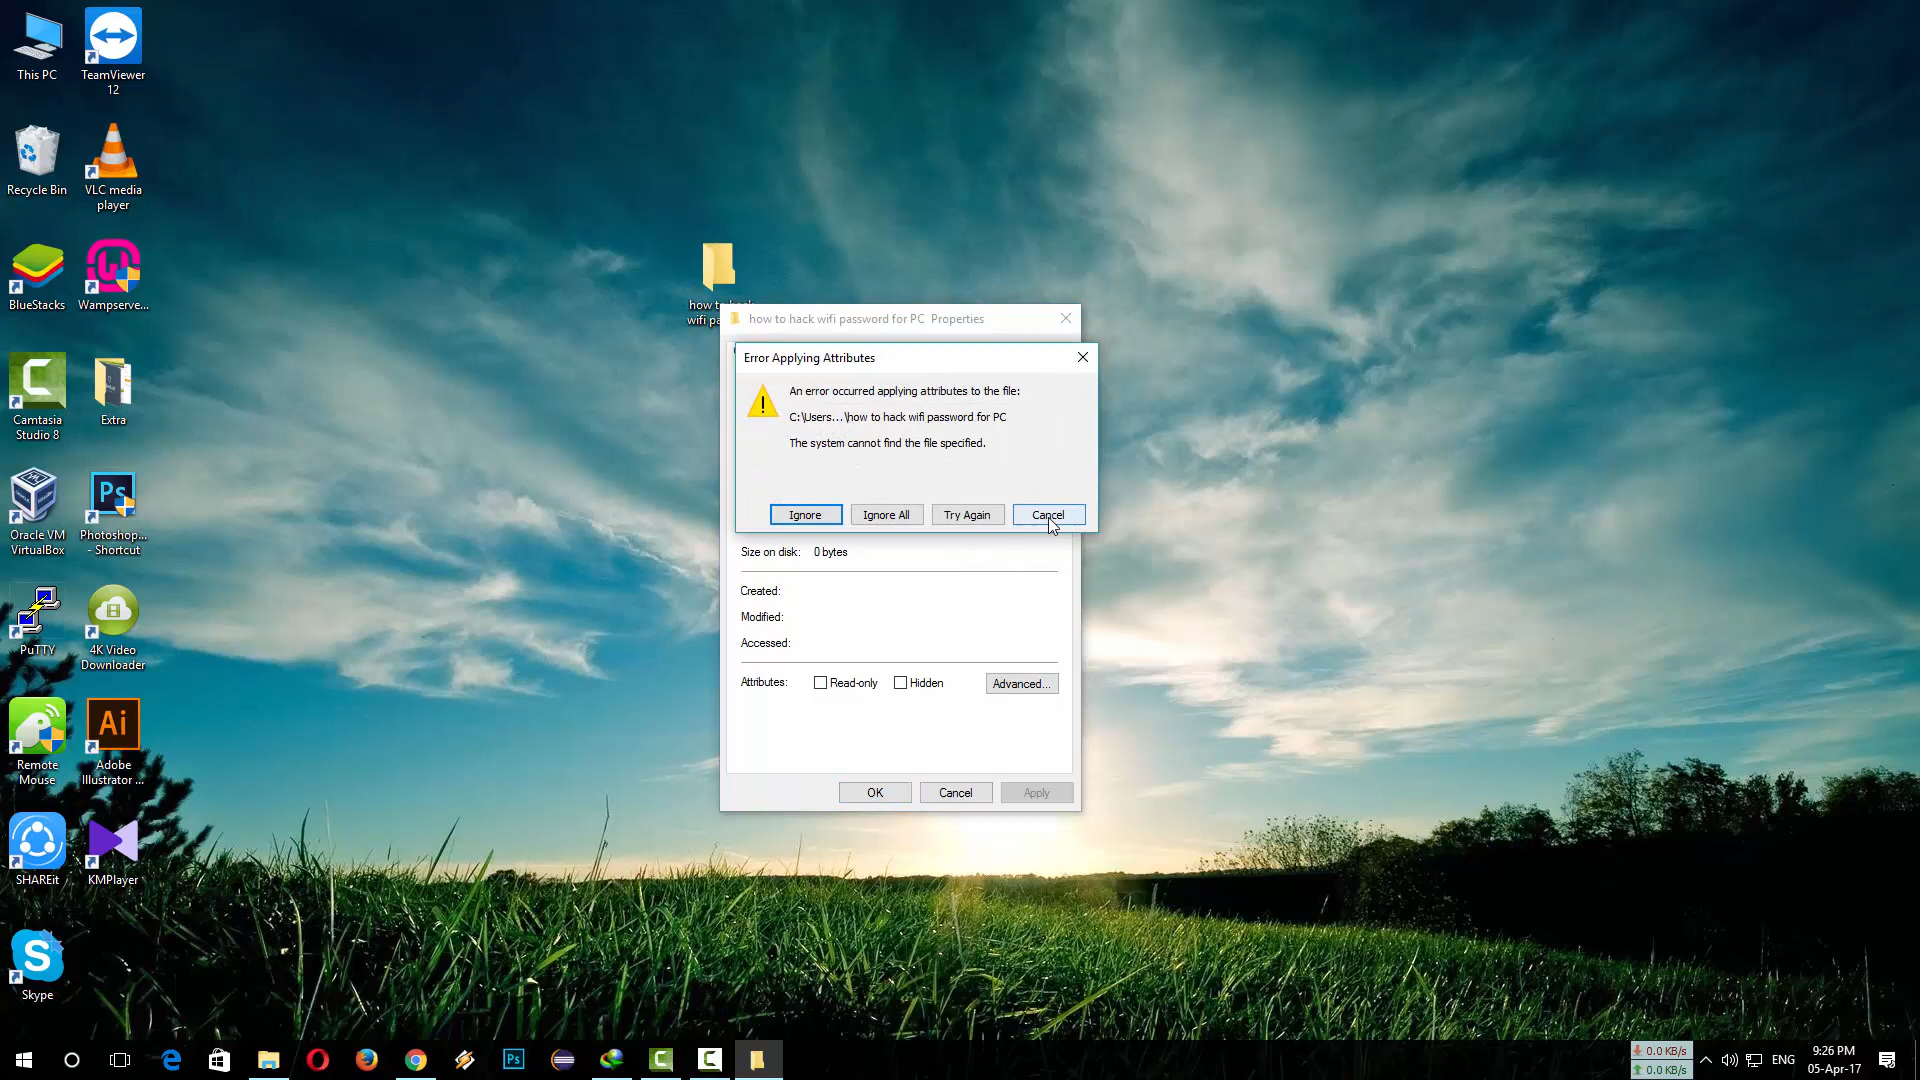 This PC
TeamViewer
12
Recycle Bin
VLC media
player
BlueStacks
Wampserve...
Camtasia
Studio 8
Extra
Oracle VM
VirtualBox
Photoshop...
- Shortcut
PuTTY
4K Video
Downloader
Remote
Mouse
Adobe
Illustrator ...
SHAREit
KMPlayer
Skype
how to hack
wifi pa
how to hack wifi password for PC  Properties
Error Applying Attributes
An error occurred applying attributes to the file:
C:\Users...\how to hack wifi password for PC
The system cannot find the file specified.
Ignore
Ignore All
Try Again
Cancel
Size on disk: 0 bytes
Created:
Modified:
Accessed:
Attributes:
Read-only
Hidden
Advanced...
OK
Cancel
Apply
0.0 KB/s
0.0 KB/s
ENG
9:26 PM
05-Apr-17